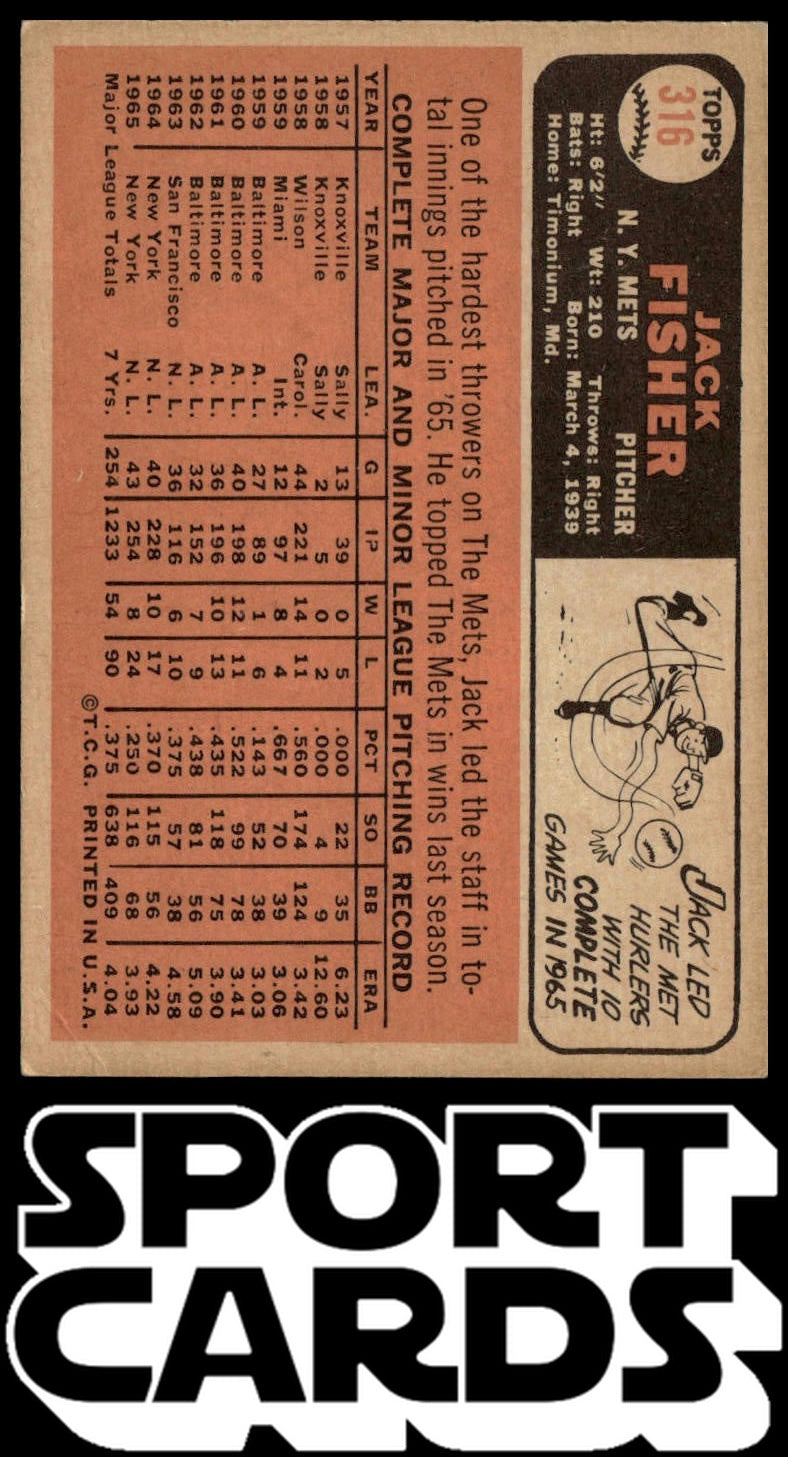 TOPPS
316
JACK
FISHER
N. Y. METS PITCHER
Ht: 6'2" Wt: 210 Throws: Right
Bats: Right Born: March 4, 1939
Home: Timonium, Md.
JACK LED
THE MET
HURLERS
WITH 10
COMPLETE
GAMES IN 1965
One of the hardest throwers on The Mets, Jack led the staff in to-
tal innings pitched in '65. He topped The Mets in wins last season.
COMPLETE MAJOR AND MINOR LEAGUE PITCHING RECORD
YEAR TEAM LEA. G IP W L PCT SO BB ERA
1957 Knoxville Sally 13 39 0 5 .000 22 35 6.23
1958 Knoxville Sally 2 5 0 2 .000 4 9 12.60
1958 Wilson Carol. 44 221 14 11 .560 174 124 3.42
1959 Miami Int. 12 97 8 4 .667 70 39 3.06
1959 Baltimore A. L. 27 89 1 6 .143 52 38 3.03
1960 Baltimore A. L. 40 198 12 11 .522 99 78 3.41
1961 Baltimore A. L. 36 196 10 13 .435 118 75 3.90
1962 Baltimore A. L. 32 152 7 9 .438 81 56 5.09
1963 San Francisco N. L. 36 116 6 10 .375 57 38 4.58
1964 New York N. L. 40 228 10 17 .370 115 56 4.22
1965 New York N. L. 43 254 8 24 .250 116 68 3.93
Major League Totals 7 Yrs. 254 1233 54 90 .375 638 409 4.04
©T.C.G. PRINTED IN U.S.A.
SPORT
CARDS